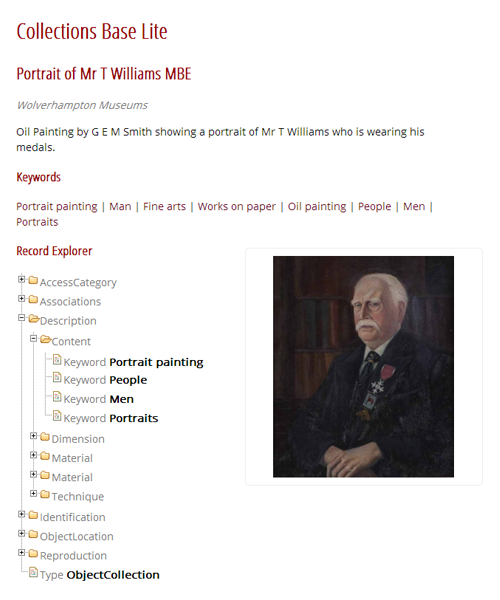 Collections Base Lite
Portrait of Mr T Williams MBE
Wolverhampton Museums
Oil Painting by G E M Smith showing a portrait of Mr T Williams who is wearing his
medals.
Keywords
Portrait painting | Man | Fine arts | Works on paper | Oil painting | People | Men |
Portraits
Record Explorer
AccessCategory
Associations
Description
Content
Keyword Portrait painting
Keyword People
Keyword Men
Keyword Portraits
Dimension
Material
Material
Technique
Identification
ObjectLocation
Reproduction
Type ObjectCollection